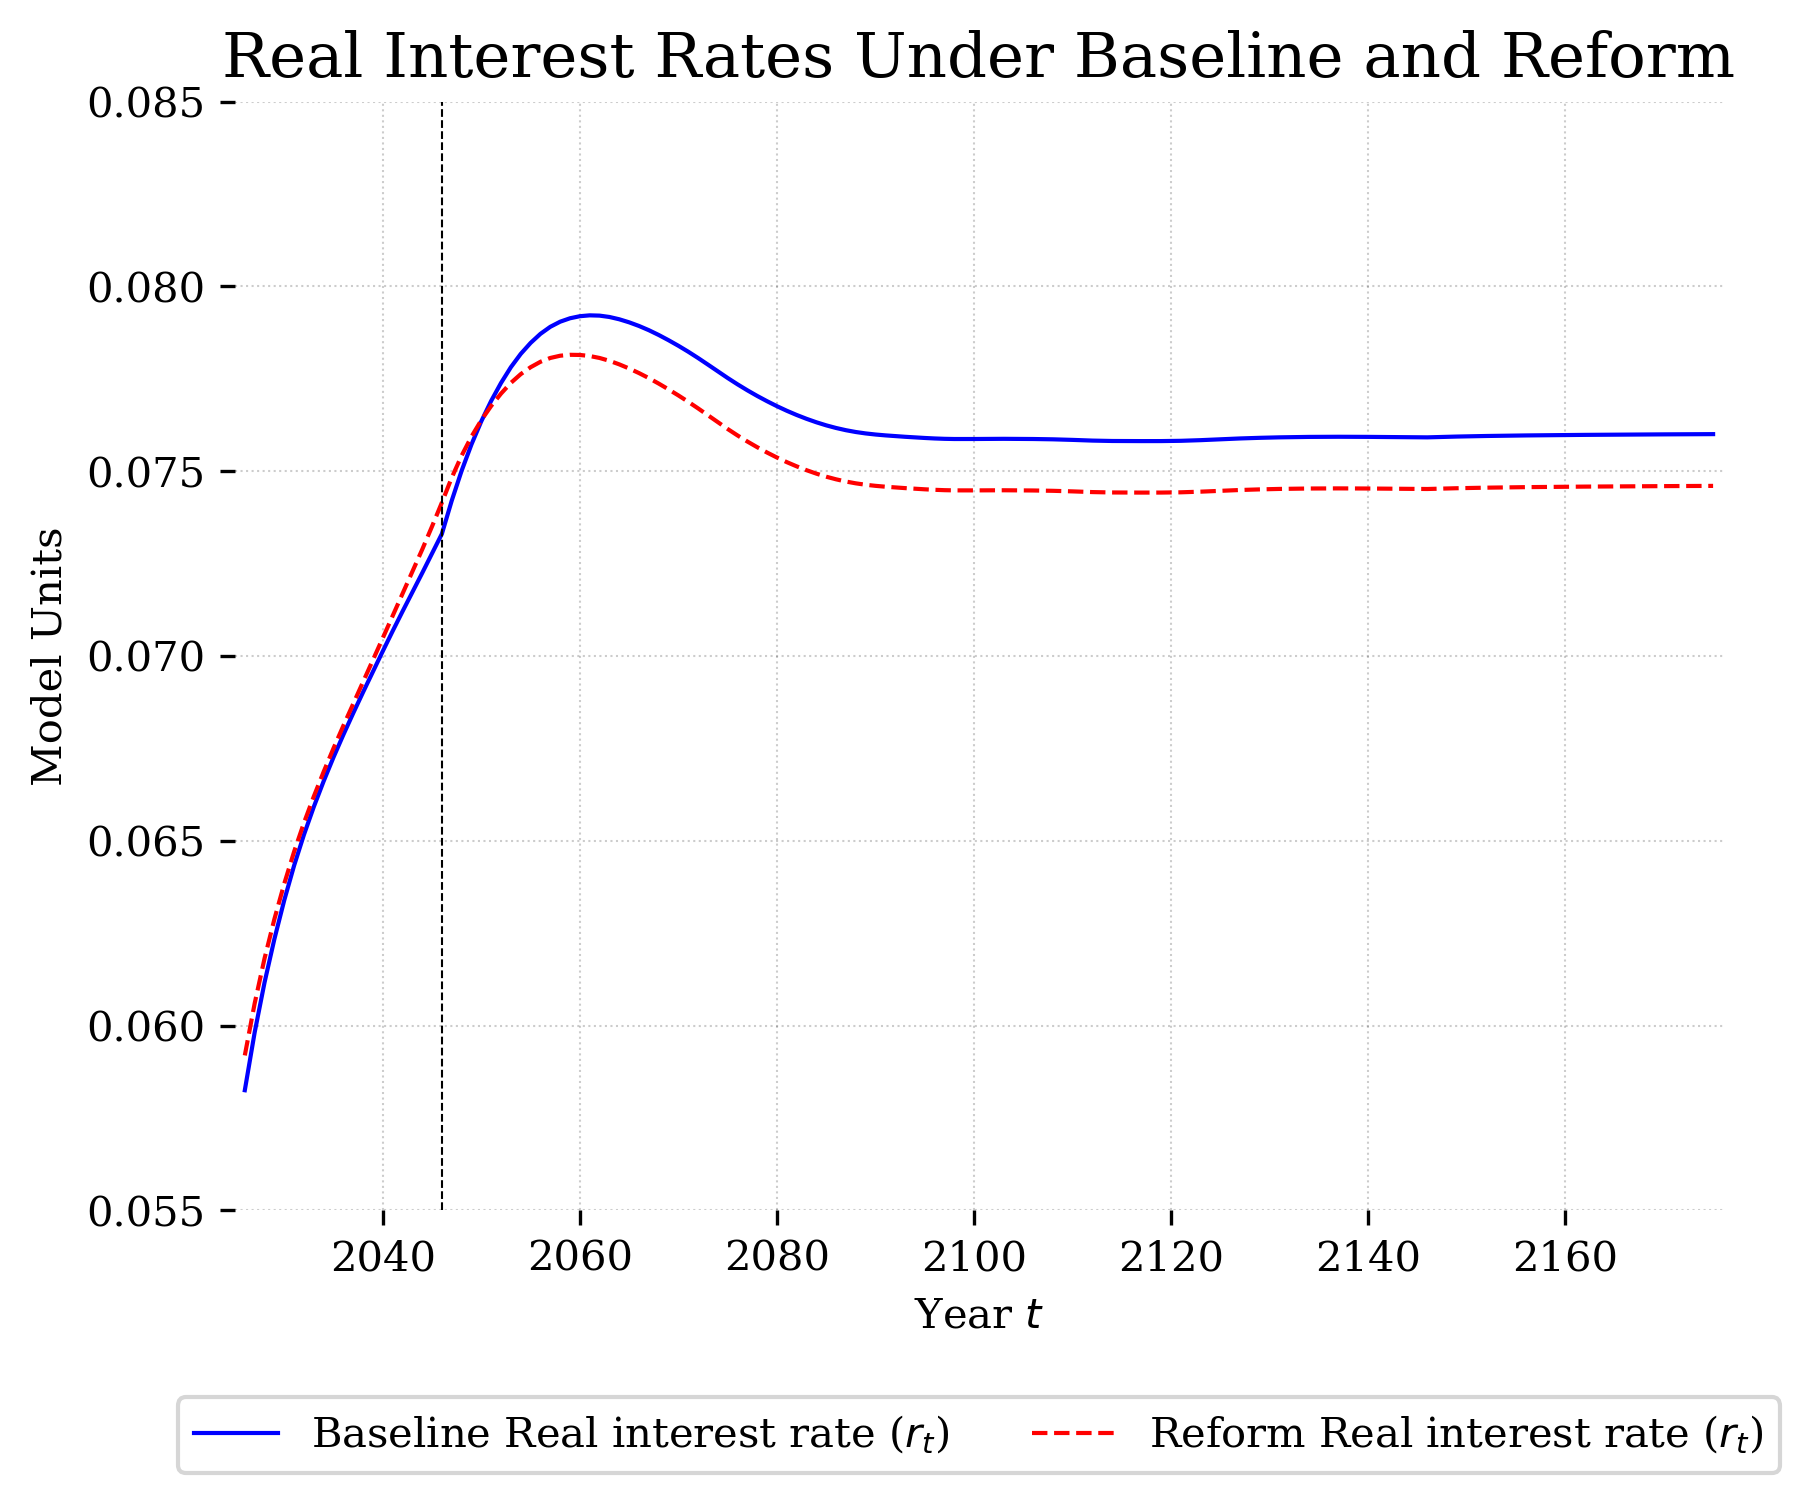 Real Interest Rates Under Baseline and Reform
0.085
0.080
0.075
0.070
0.065
0.060
0.055
Model Units
2040 2060 2080 2100 2120 2140 2160
Year t
Baseline Real interest rate (rₜ) Reform Real interest rate (rₜ)